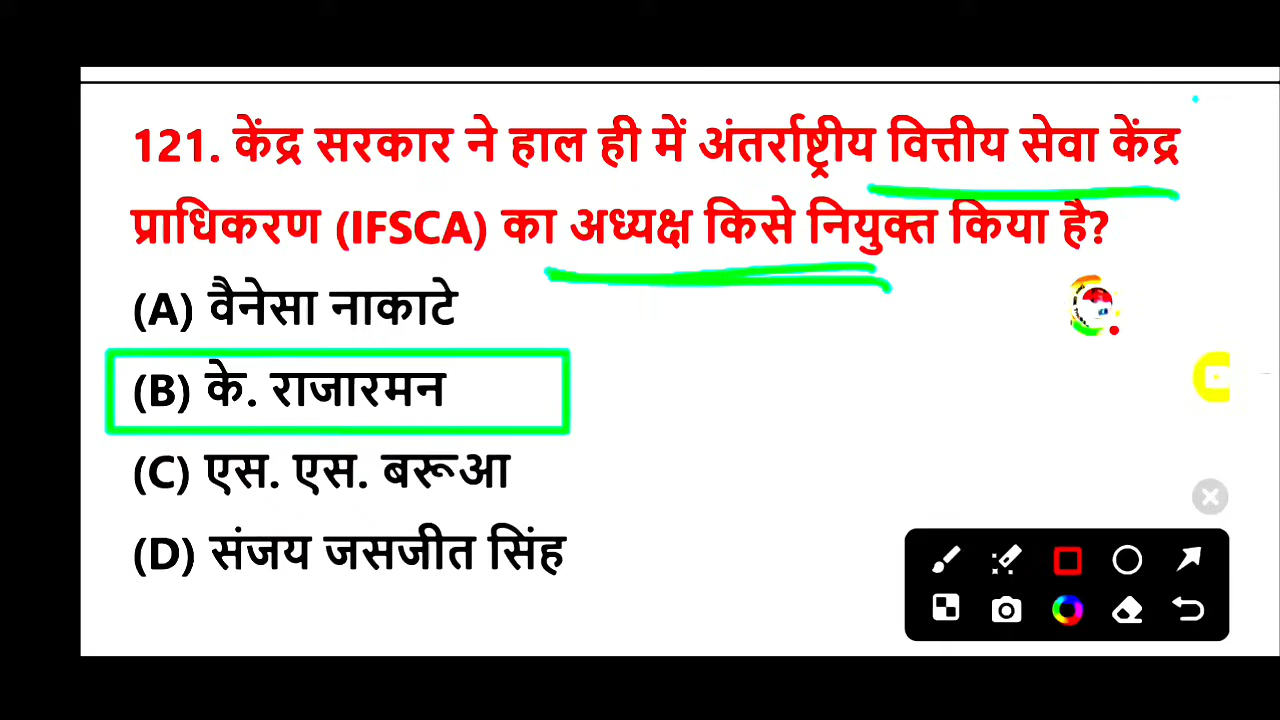 121. केंद्र सरकार ने हाल ही में अंतर्राष्ट्रीय वित्तीय सेवा केंद्र
प्राधिकरण (IFSCA) का अध्यक्ष किसे नियुक्त किया है?
(A) वैनेसा नाकाटे
(B) के. राजारमन
(C) एस. एस. बरूआ
(D) संजय जसजीत सिंह